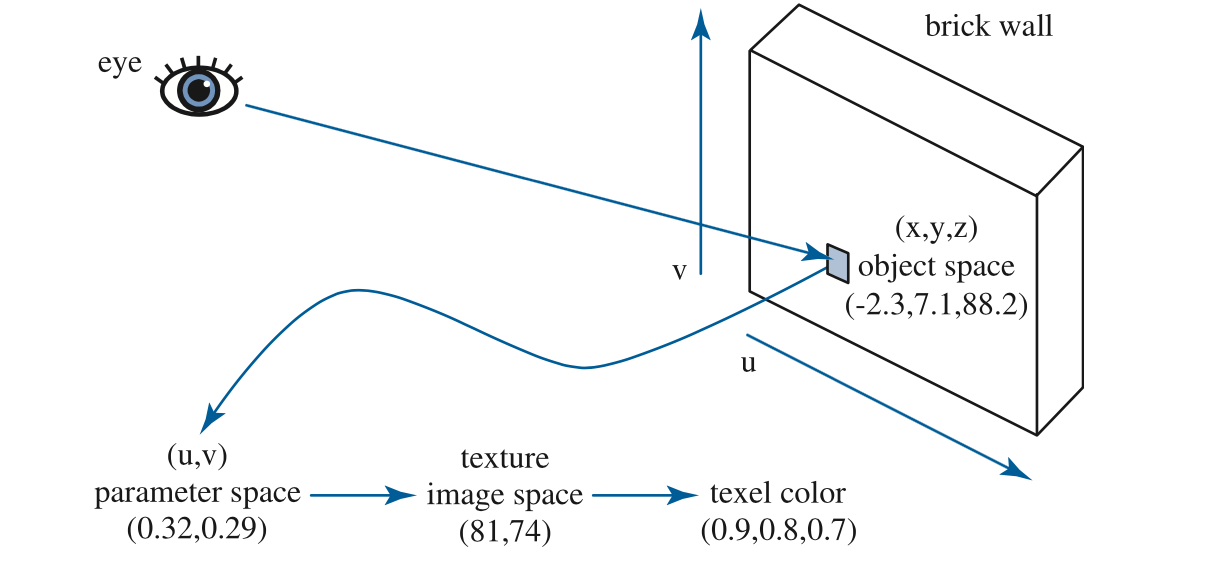 brick wall
eye
(x,y,z)
object space
(-2.3,7.1,88.2)
v
u
(u,v)
parameter space
(0.32,0.29)
texture
image space
(81,74)
texel color
(0.9,0.8,0.7)